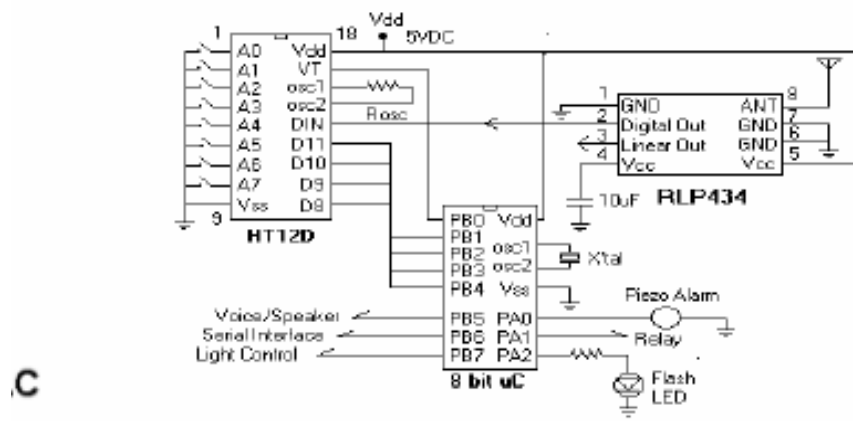 Vdd
5VDC
1
18
A0 Vdd
A1 VT
A2 osc1
A3 osc2
A4 DIN
A5 D11
A6 D10
A7 D9
Vss D8
9
HT12D
Rosc
1 GND ANT 8
2 Digital Out GND 7
3 Linear Out GND 6
4 Vcc Vcc 5
RLP434
10uF
PB0 Vdd
PB1 osc1
PB2 osc2
PB3
PB4 Vss
PB5 PA0
PB6 PA1
PB7 PA2
8 bit uC
X'tal
Voice/Speaker
Serial Interface
Light Control
Piezo Alarm
Relay
Flash
LED
C